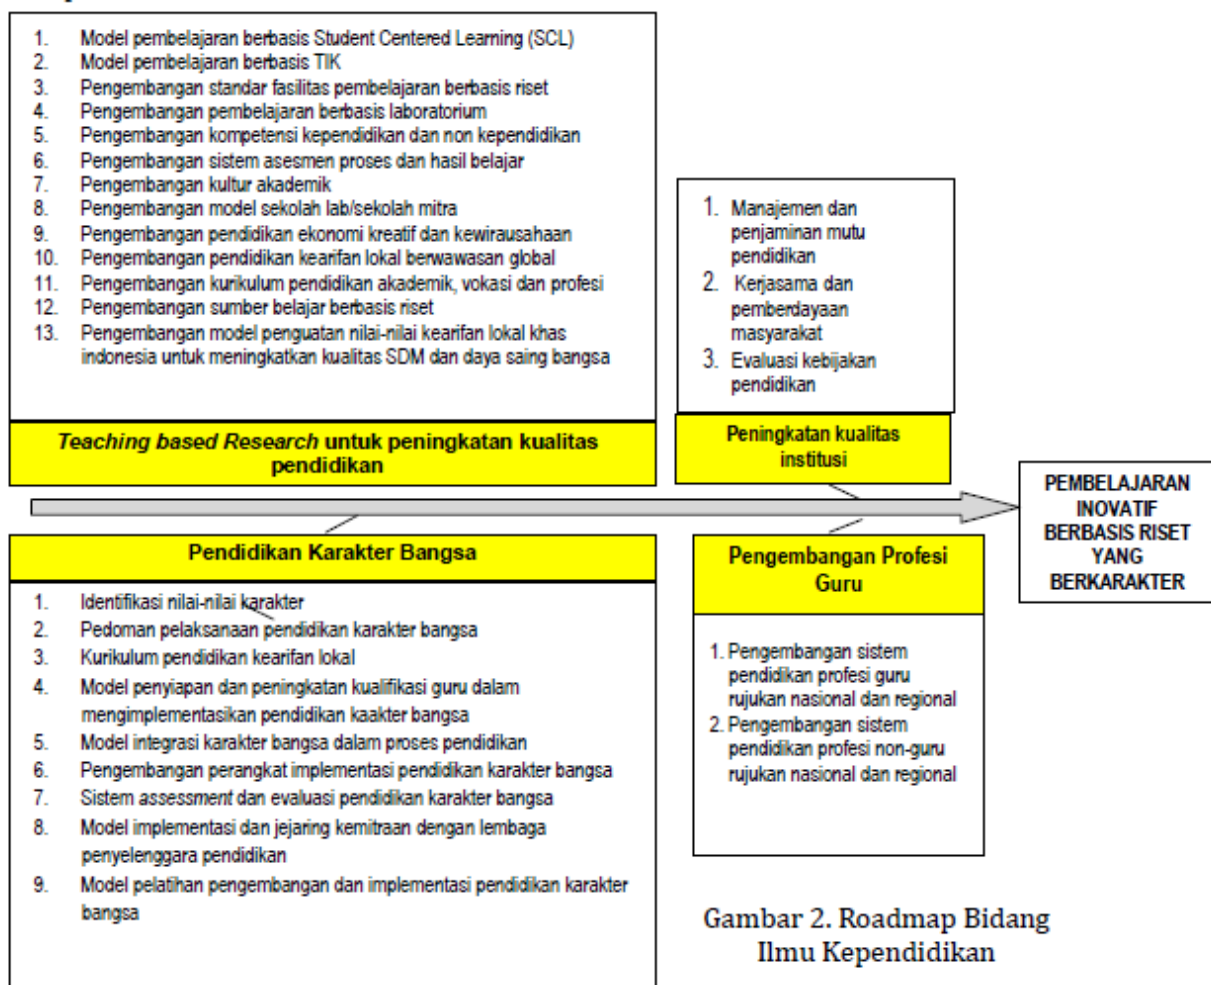 1. Model pembelajaran berbasis Student Centered Learning (SCL)
2. Model pembelajaran berbasis TIK
3. Pengembangan standar fasilitas pembelajaran berbasis riset
4. Pengembangan pembelajaran berbasis laboratorium
5. Pengembangan kompetensi kependidikan dan non kependidikan
6. Pengembangan sistem asesmen proses dan hasil belajar
7. Pengembangan kultur akademik
8. Pengembangan model sekolah lab/sekolah mitra
9. Pengembangan pendidikan ekonomi kreatif dan kewirausahaan
10. Pengembangan pendidikan kearifan lokal berwawasan global
11. Pengembangan kurikulum pendidikan akademik, vokasi dan profesi
12. Pengembangan sumber belajar berbasis riset
13. Pengembangan model penguatan nilai-nilai kearifan lokal khas
indonesia untuk meningkatkan kualitas SDM dan daya saing bangsa
Teaching based Research untuk peningkatan kualitas
pendidikan
1. Manajemen dan
penjaminan mutu
pendidikan
2. Kerjasama dan
pemberdayaan
masyarakat
3. Evaluasi kebijakan
pendidikan
Peningkatan kualitas
institusi
PEMBELAJARAN
INOVATIF
BERBASIS RISET
YANG
BERKARAKTER
Pendidikan Karakter Bangsa
1. Identifikasi nilai-nilai karakter
2. Pedoman pelaksanaan pendidikan karakter bangsa
3. Kurikulum pendidikan kearifan lokal
4. Model penyiapan dan peningkatan kualifikasi guru dalam
mengimplementasikan pendidikan kaakter bangsa
5. Model integrasi karakter bangsa dalam proses pendidikan
6. Pengembangan perangkat implementasi pendidikan karakter bangsa
7. Sistem assessment dan evaluasi pendidikan karakter bangsa
8. Model implementasi dan jejaring kemitraan dengan lembaga
penyelenggara pendidikan
9. Model pelatihan pengembangan dan implementasi pendidikan karakter
bangsa
Pengembangan Profesi
Guru
1. Pengembangan sistem
pendidikan profesi guru
rujukan nasional dan regional
2. Pengembangan sistem
pendidikan profesi non-guru
rujukan nasional dan regional
Gambar 2. Roadmap Bidang
Ilmu Kependidikan